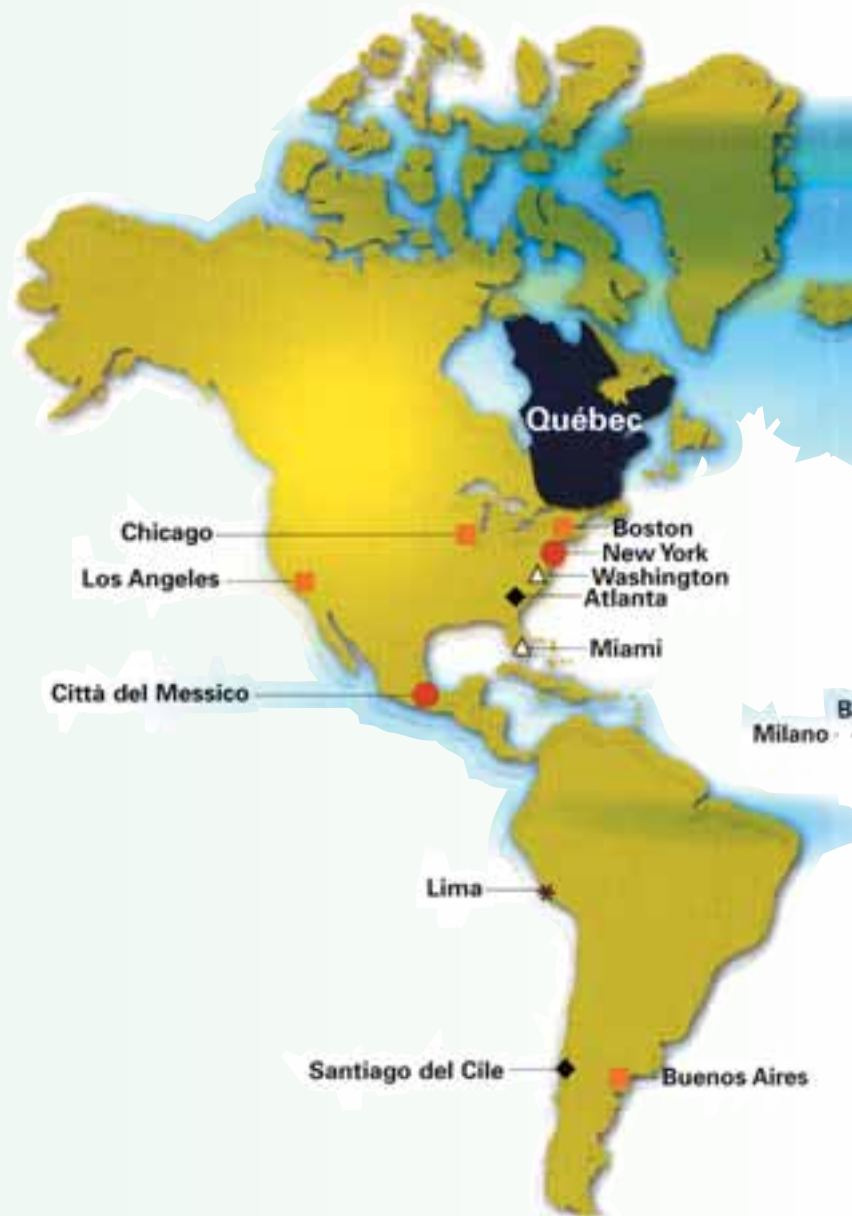 Québec
Chicago
Boston
New York
Los Angeles
Washington
Atlanta
Miami
Città del Messico
B
Milano
Lima
Santiago del Cile
Buenos Aires